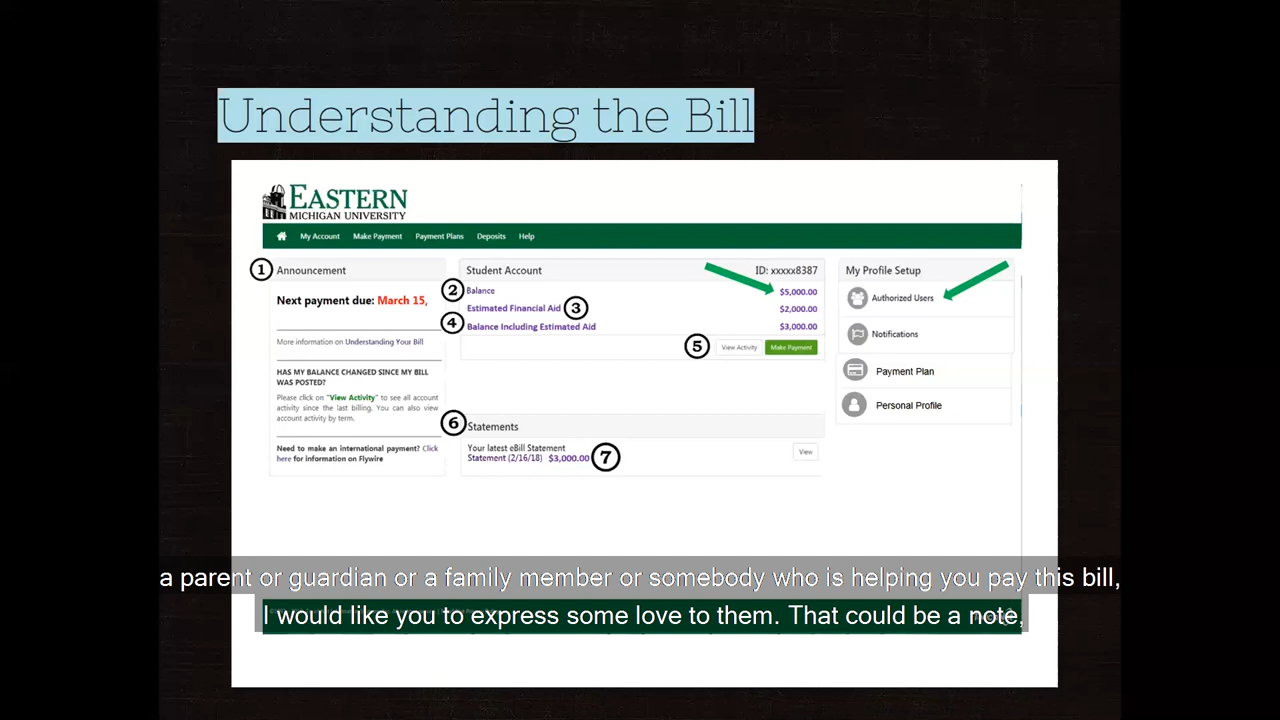 Understanding the Bill
EASTERN
MICHIGAN UNIVERSITY
My Account Make Payment Payment Plans Deposits Help
1 Announcement
Next payment due: March 15,
More information on Understanding Your Bill
HAS MY BALANCE CHANGED SINCE MY BILL
WAS POSTED?
Please click on "View Activity" to see all account
activity since the last billing. You can also view
account activity by term.
Need to make an international payment? Click
here for information on Flywire
Student Account ID: xxxxx8387
2 Balance $5,000.00
Estimated Financial Aid 3 $2,000.00
4 Balance Including Estimated Aid $3,000.00
5 View Activity Make Payment
6 Statements
Your latest eBill Statement
Statement (2/16/18) $3,000.00 7 View
My Profile Setup
Authorized Users
Notifications
Payment Plan
Personal Profile
a parent or guardian or a family member or somebody who is helping you pay this bill,
I would like you to express some love to them. That could be a note,